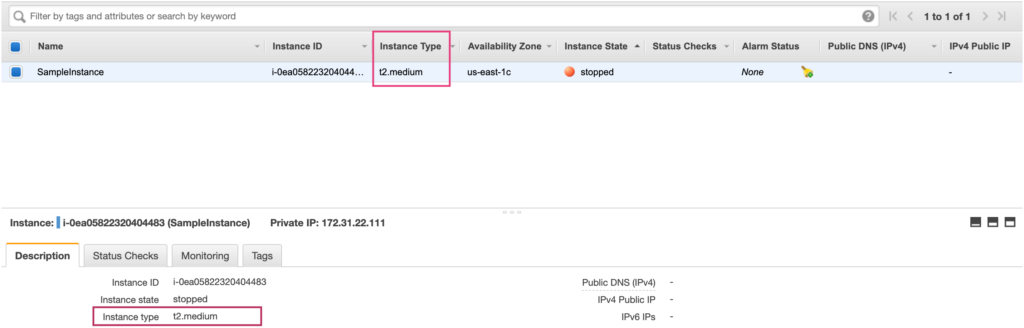 Filter by tags and attributes or search by keyword
1 to 1 of 1
Name Instance ID Instance Type Availability Zone Instance State Status Checks Alarm Status Public DNS (IPv4) IPv4 Public IP
SampleInstance i-0ea058223204044... t2.medium us-east-1c stopped None -
Instance: i-0ea05822320404483 (SampleInstance) Private IP: 172.31.22.111
Description Status Checks Monitoring Tags
Instance ID i-0ea05822320404483 Public DNS (IPv4) -
Instance state stopped IPv4 Public IP -
Instance type t2.medium IPv6 IPs -